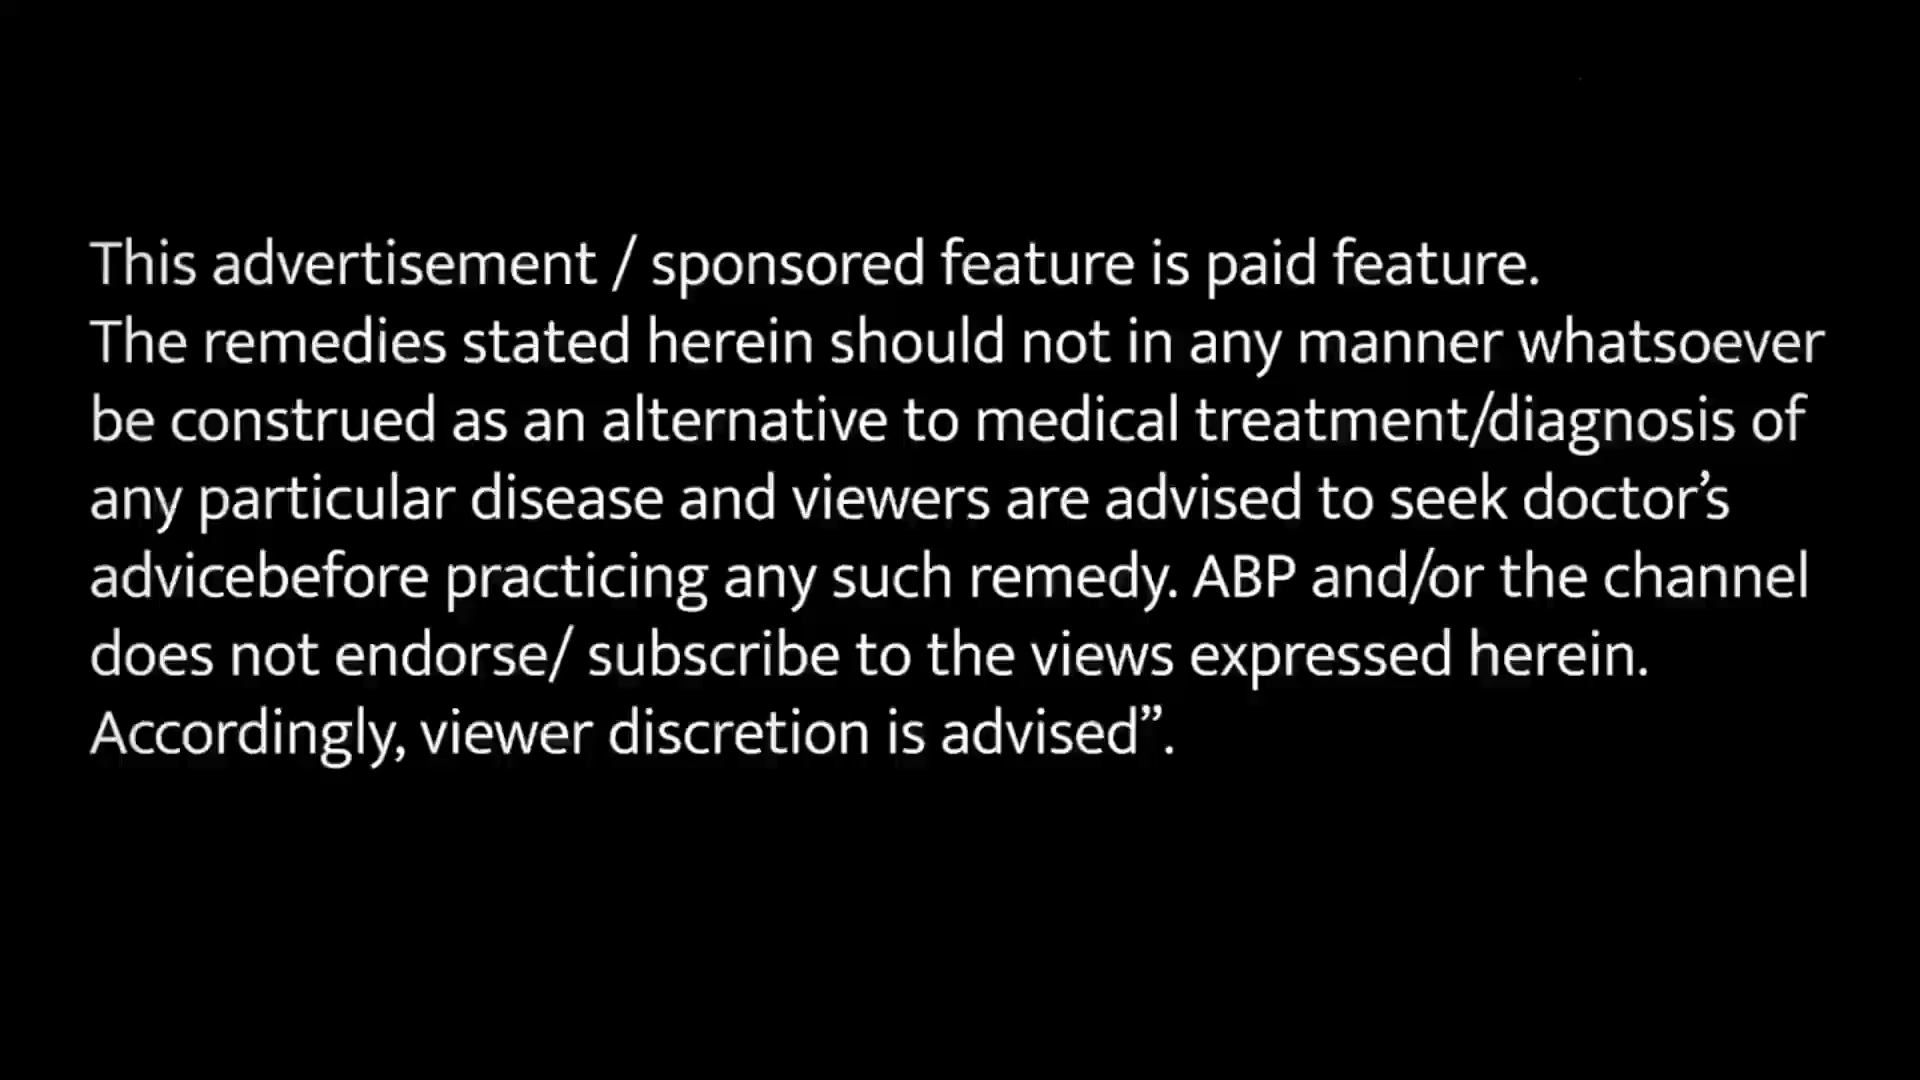 This advertisement / sponsored feature is paid feature.
The remedies stated herein should not in any manner whatsoever
be construed as an alternative to medical treatment/diagnosis of
any particular disease and viewers are advised to seek doctor’s
advicebefore practicing any such remedy. ABP and/or the channel
does not endorse/ subscribe to the views expressed herein.
Accordingly, viewer discretion is advised”.